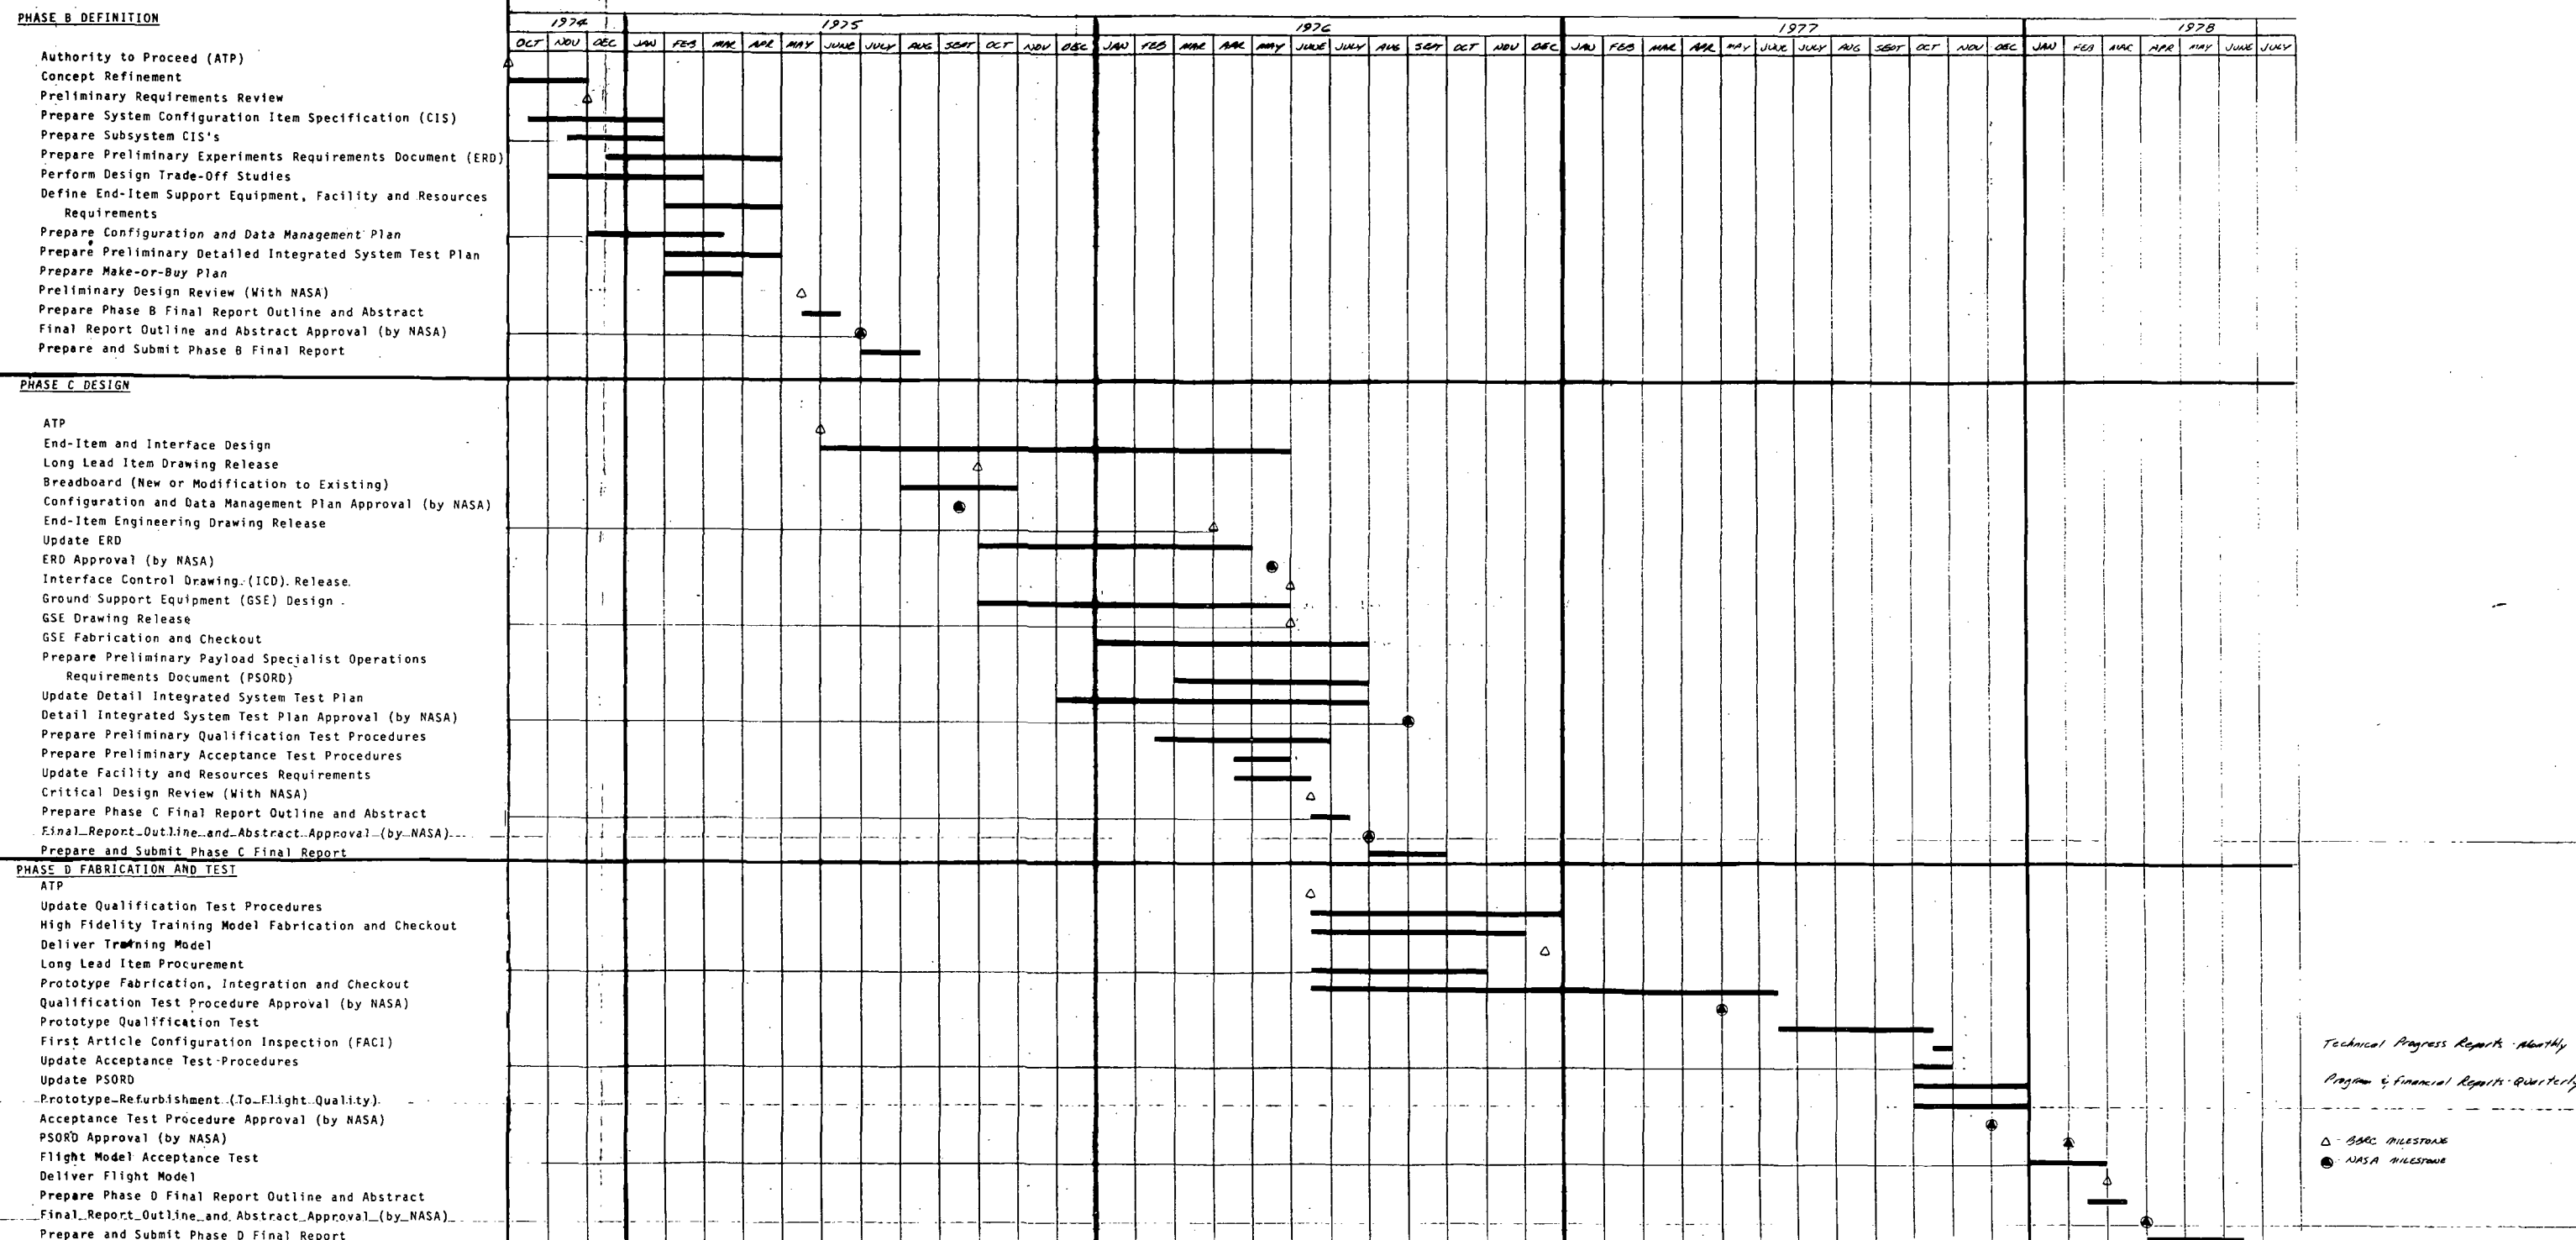 PHASE B DEFINITION
1974 1975 1976 1977 1978
OCT NOV DEC JAN FEB MAR APR MAY JUNE JULY AUG SEPT OCT NOV DEC JAN FEB MAR APR MAY JUNE JULY AUG SEPT OCT NOV DEC JAN FEB MAR APR MAY JUNE JULY AUG SEPT OCT NOV DEC JAN FEB MAR APR MAY JUNE JULY
Authority to Proceed (ATP)
Concept Refinement
Preliminary Requirements Review
Prepare System Configuration Item Specification (CIS)
Prepare Subsystem CIS's
Prepare Preliminary Experiments Requirements Document (ERD)
Perform Design Trade-Off Studies
Define End-Item Support Equipment, Facility and Resources
Requirements
Prepare Configuration and Data Management Plan
Prepare Preliminary Detailed Integrated System Test Plan
Prepare Make-or-Buy Plan
Preliminary Design Review (With NASA)
Prepare Phase B Final Report Outline and Abstract
Final Report Outline and Abstract Approval (by NASA)
Prepare and Submit Phase B Final Report
PHASE C DESIGN
ATP
End-Item and Interface Design
Long Lead Item Drawing Release
Breadboard (New or Modification to Existing)
Configuration and Data Management Plan Approval (by NASA)
End-Item Engineering Drawing Release
Update ERD
ERD Approval (by NASA)
Interface Control Drawing (ICD) Release
Ground Support Equipment (GSE) Design
GSE Drawing Release
GSE Fabrication and Checkout
Prepare Preliminary Payload Specialist Operations
Requirements Document (PSORD)
Update Detail Integrated System Test Plan
Detail Integrated System Test Plan Approval (by NASA)
Prepare Preliminary Qualification Test Procedures
Prepare Preliminary Acceptance Test Procedures
Update Facility and Resources Requirements
Critical Design Review (With NASA)
Prepare Phase C Final Report Outline and Abstract
Final Report Outline and Abstract Approval (by NASA)
Prepare and Submit Phase C Final Report
PHASE D FABRICATION AND TEST
ATP
Update Qualification Test Procedures
High Fidelity Training Model Fabrication and Checkout
Deliver Training Model
Long Lead Item Procurement
Prototype Fabrication, Integration and Checkout
Qualification Test Procedure Approval (by NASA)
Prototype Qualification Test
First Article Configuration Inspection (FACI)
Update Acceptance Test Procedures
Update PSORD
Prototype Refurbishment (To Flight Quality)
Acceptance Test Procedure Approval (by NASA)
PSORD Approval (by NASA)
Flight Model Acceptance Test
Deliver Flight Model
Prepare Phase D Final Report Outline and Abstract
Final Report Outline and Abstract Approval (by NASA)
Prepare and Submit Phase D Final Report
Technical Progress Reports - Monthly
Program & Financial Reports - Quarterly
△ - BBRC MILESTONE
- NASA MILESTONE